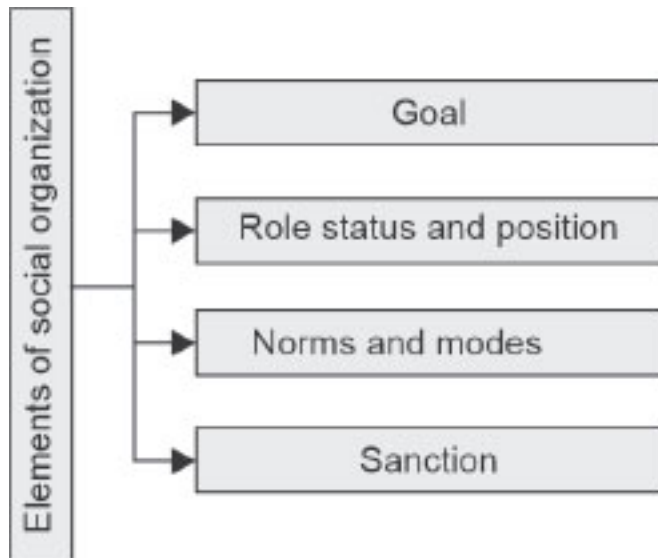 Elements of social organization
Goal
Role status and position
Norms and modes
Sanction